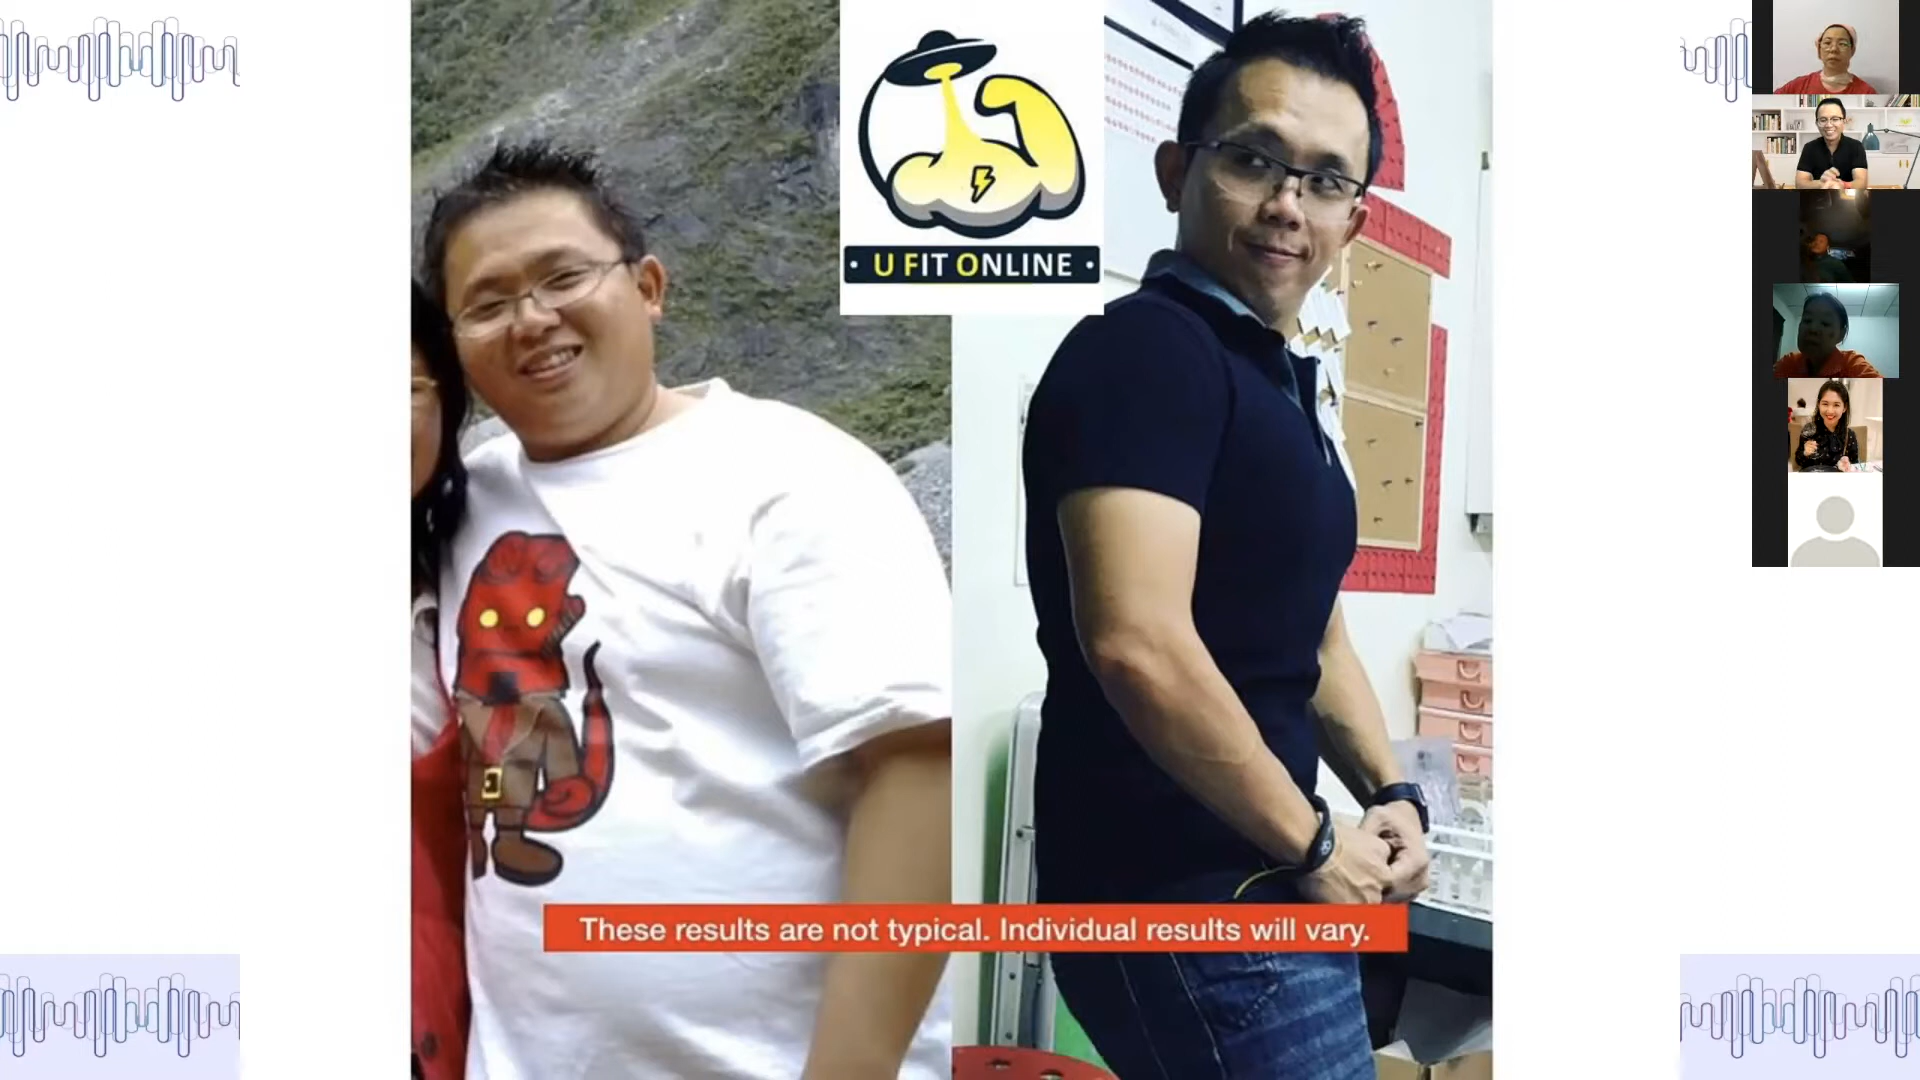 · U FIT ONLINE ·
These results are not typical. Individual results will vary.